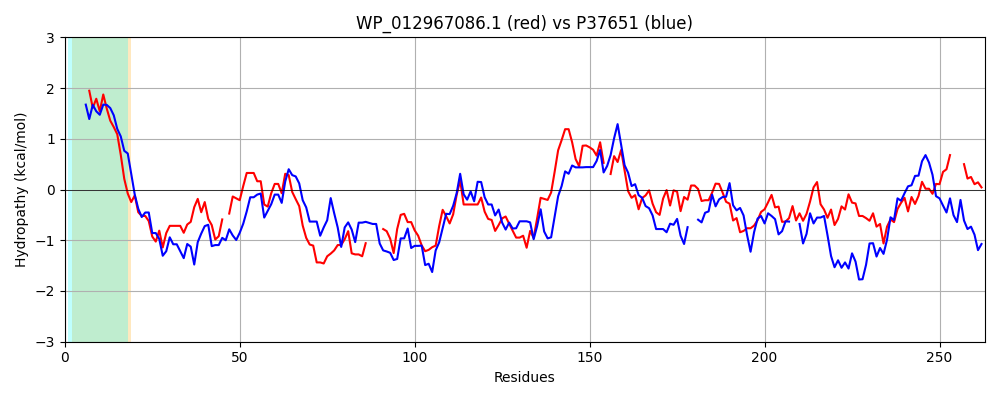 WP_012967086.1 (red) vs P37651 (blue)
Hydropathy (kcal/mol)
3
2
1
0
−1
−2
−3
0 50 100 150 200 250
Residues